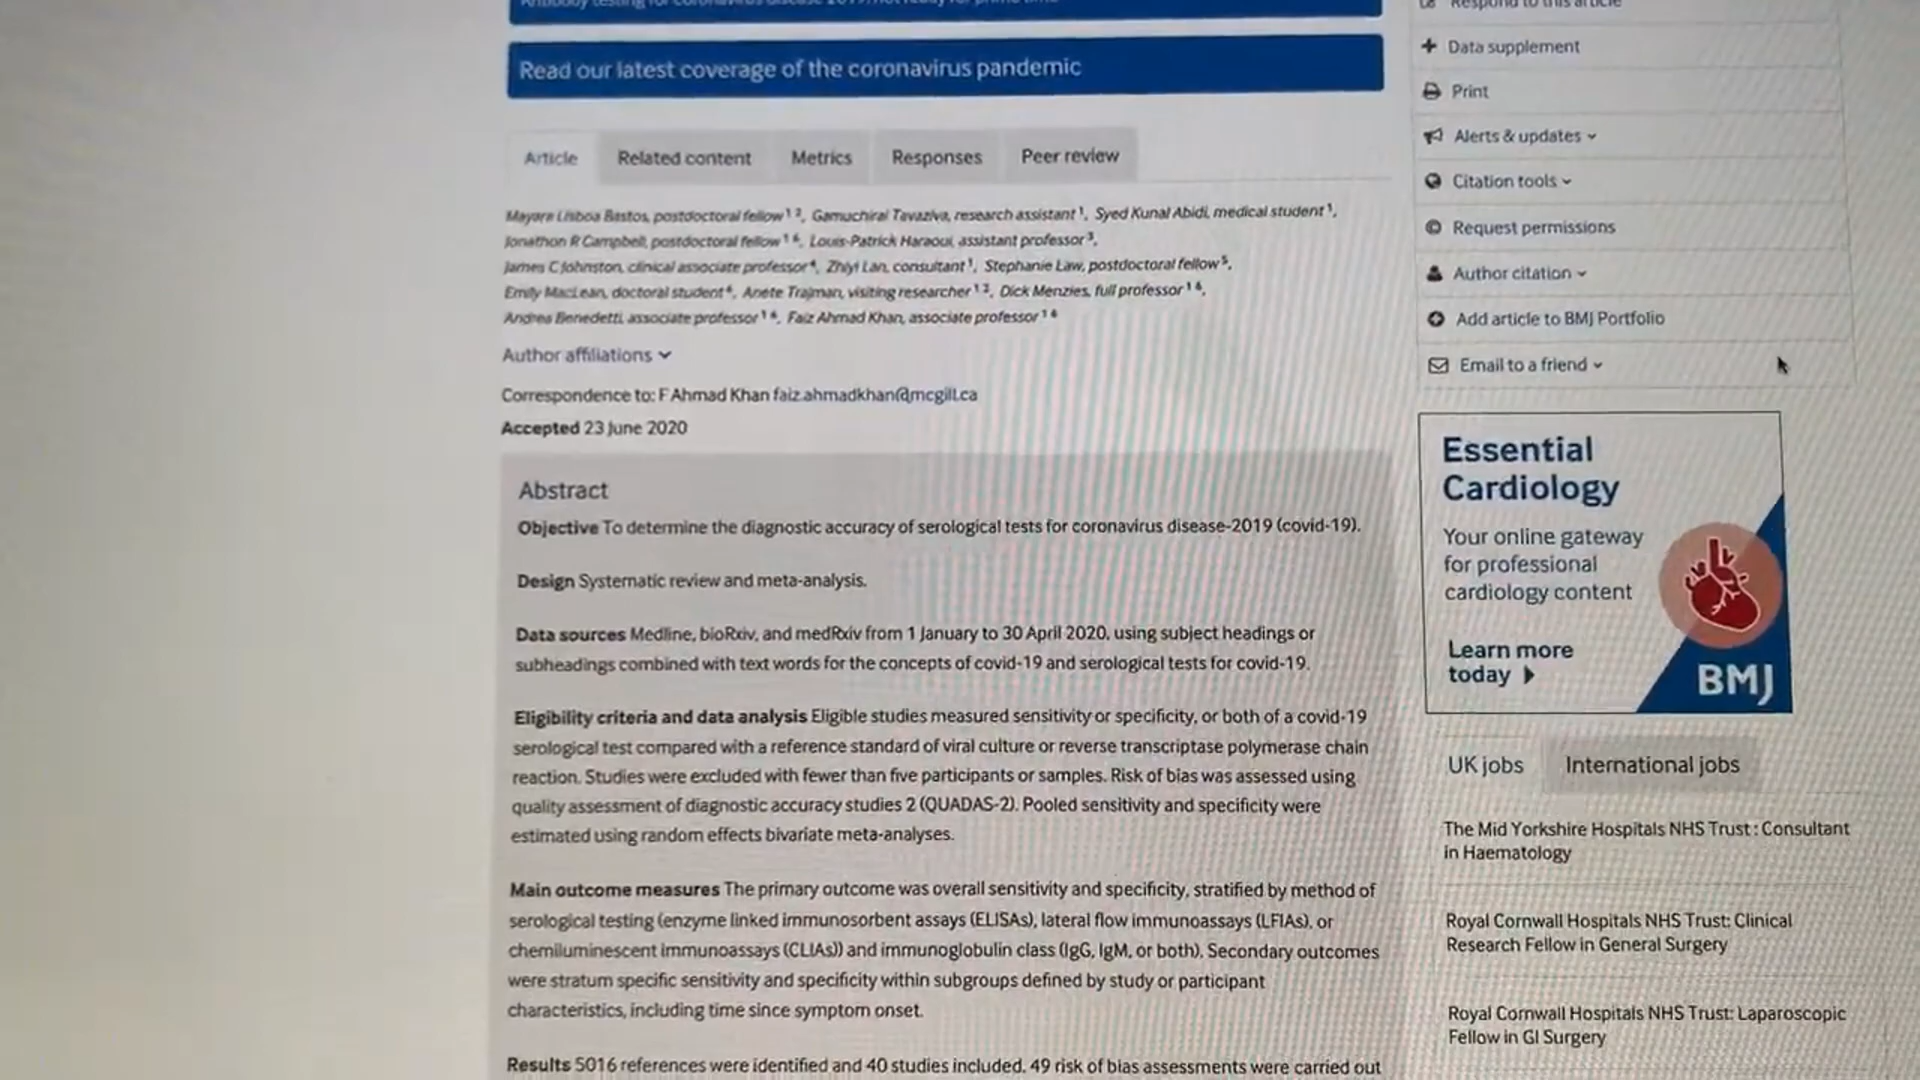 Antibody testing for coronavirus disease 2019 not ready for prime time
Read our latest coverage of the coronavirus pandemic
Article
Related content
Metrics
Responses
Peer review
Mayara Lisboa Bastos, postdoctoral fellow 1 2, Gamuchirai Tavaziva, research assistant 1, Syed Kunal Abidi, medical student 1,
Jonathon R Campbell, postdoctoral fellow 1 6, Louis-Patrick Haraoui, assistant professor 3,
James C Johnston, clinical associate professor 4, Zhiyi Lan, consultant 1, Stephanie Law, postdoctoral fellow 5,
Emily MacLean, doctoral student 6, Anete Trajman, visiting researcher 1 2, Dick Menzies, full professor 1 6,
Andrea Benedetti, associate professor 1 6, Faiz Ahmad Khan, associate professor 1 6
Author affiliations
Correspondence to: F Ahmad Khan faiz.ahmadkhan@mcgill.ca
Accepted 23 June 2020
Abstract
Objective To determine the diagnostic accuracy of serological tests for coronavirus disease-2019 (covid-19).
Design Systematic review and meta-analysis.
Data sources Medline, bioRxiv, and medRxiv from 1 January to 30 April 2020, using subject headings or
subheadings combined with text words for the concepts of covid-19 and serological tests for covid-19.
Eligibility criteria and data analysis Eligible studies measured sensitivity or specificity, or both of a covid-19
serological test compared with a reference standard of viral culture or reverse transcriptase polymerase chain
reaction. Studies were excluded with fewer than five participants or samples. Risk of bias was assessed using
quality assessment of diagnostic accuracy studies 2 (QUADAS-2). Pooled sensitivity and specificity were
estimated using random effects bivariate meta-analyses.
Main outcome measures The primary outcome was overall sensitivity and specificity, stratified by method of
serological testing (enzyme linked immunosorbent assays (ELISAs), lateral flow immunoassays (LFIAs), or
chemiluminescent immunoassays (CLIAs)) and immunoglobulin class (IgG, IgM, or both). Secondary outcomes
were stratum specific sensitivity and specificity within subgroups defined by study or participant
characteristics, including time since symptom onset.
Results 5016 references were identified and 40 studies included. 49 risk of bias assessments were carried out
Respond to this article
Data supplement
Print
Alerts & updates
Citation tools
Request permissions
Author citation
Add article to BMJ Portfolio
Email to a friend
Essential
Cardiology
Your online gateway
for professional
cardiology content
Learn more
today
BMJ
UK jobs
International jobs
The Mid Yorkshire Hospitals NHS Trust : Consultant
in Haematology
Royal Cornwall Hospitals NHS Trust: Clinical
Research Fellow in General Surgery
Royal Cornwall Hospitals NHS Trust: Laparoscopic
Fellow in GI Surgery